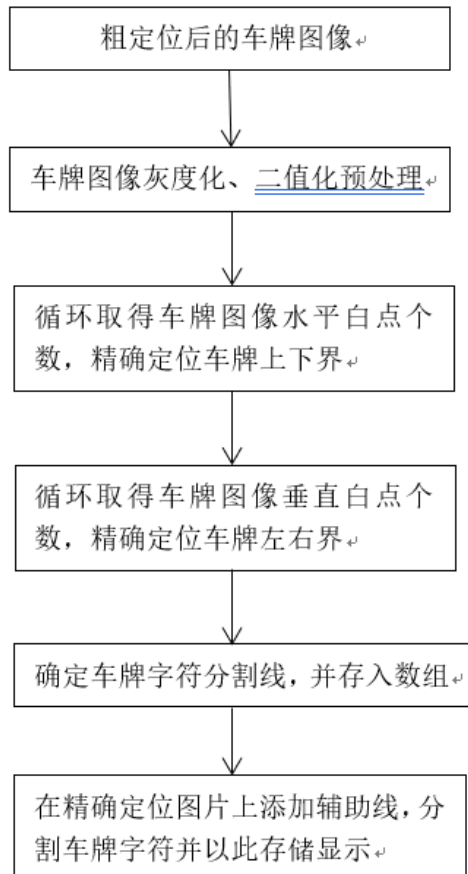 粗定位后的车牌图像
车牌图像灰度化、二值化预处理
循环取得车牌图像水平白点个
数，精确定位车牌上下界
循环取得车牌图像垂直白点个
数，精确定位车牌左右界
确定车牌字符分割线，并存入数组
在精确定位图片上添加辅助线，分
割车牌字符并以此存储显示